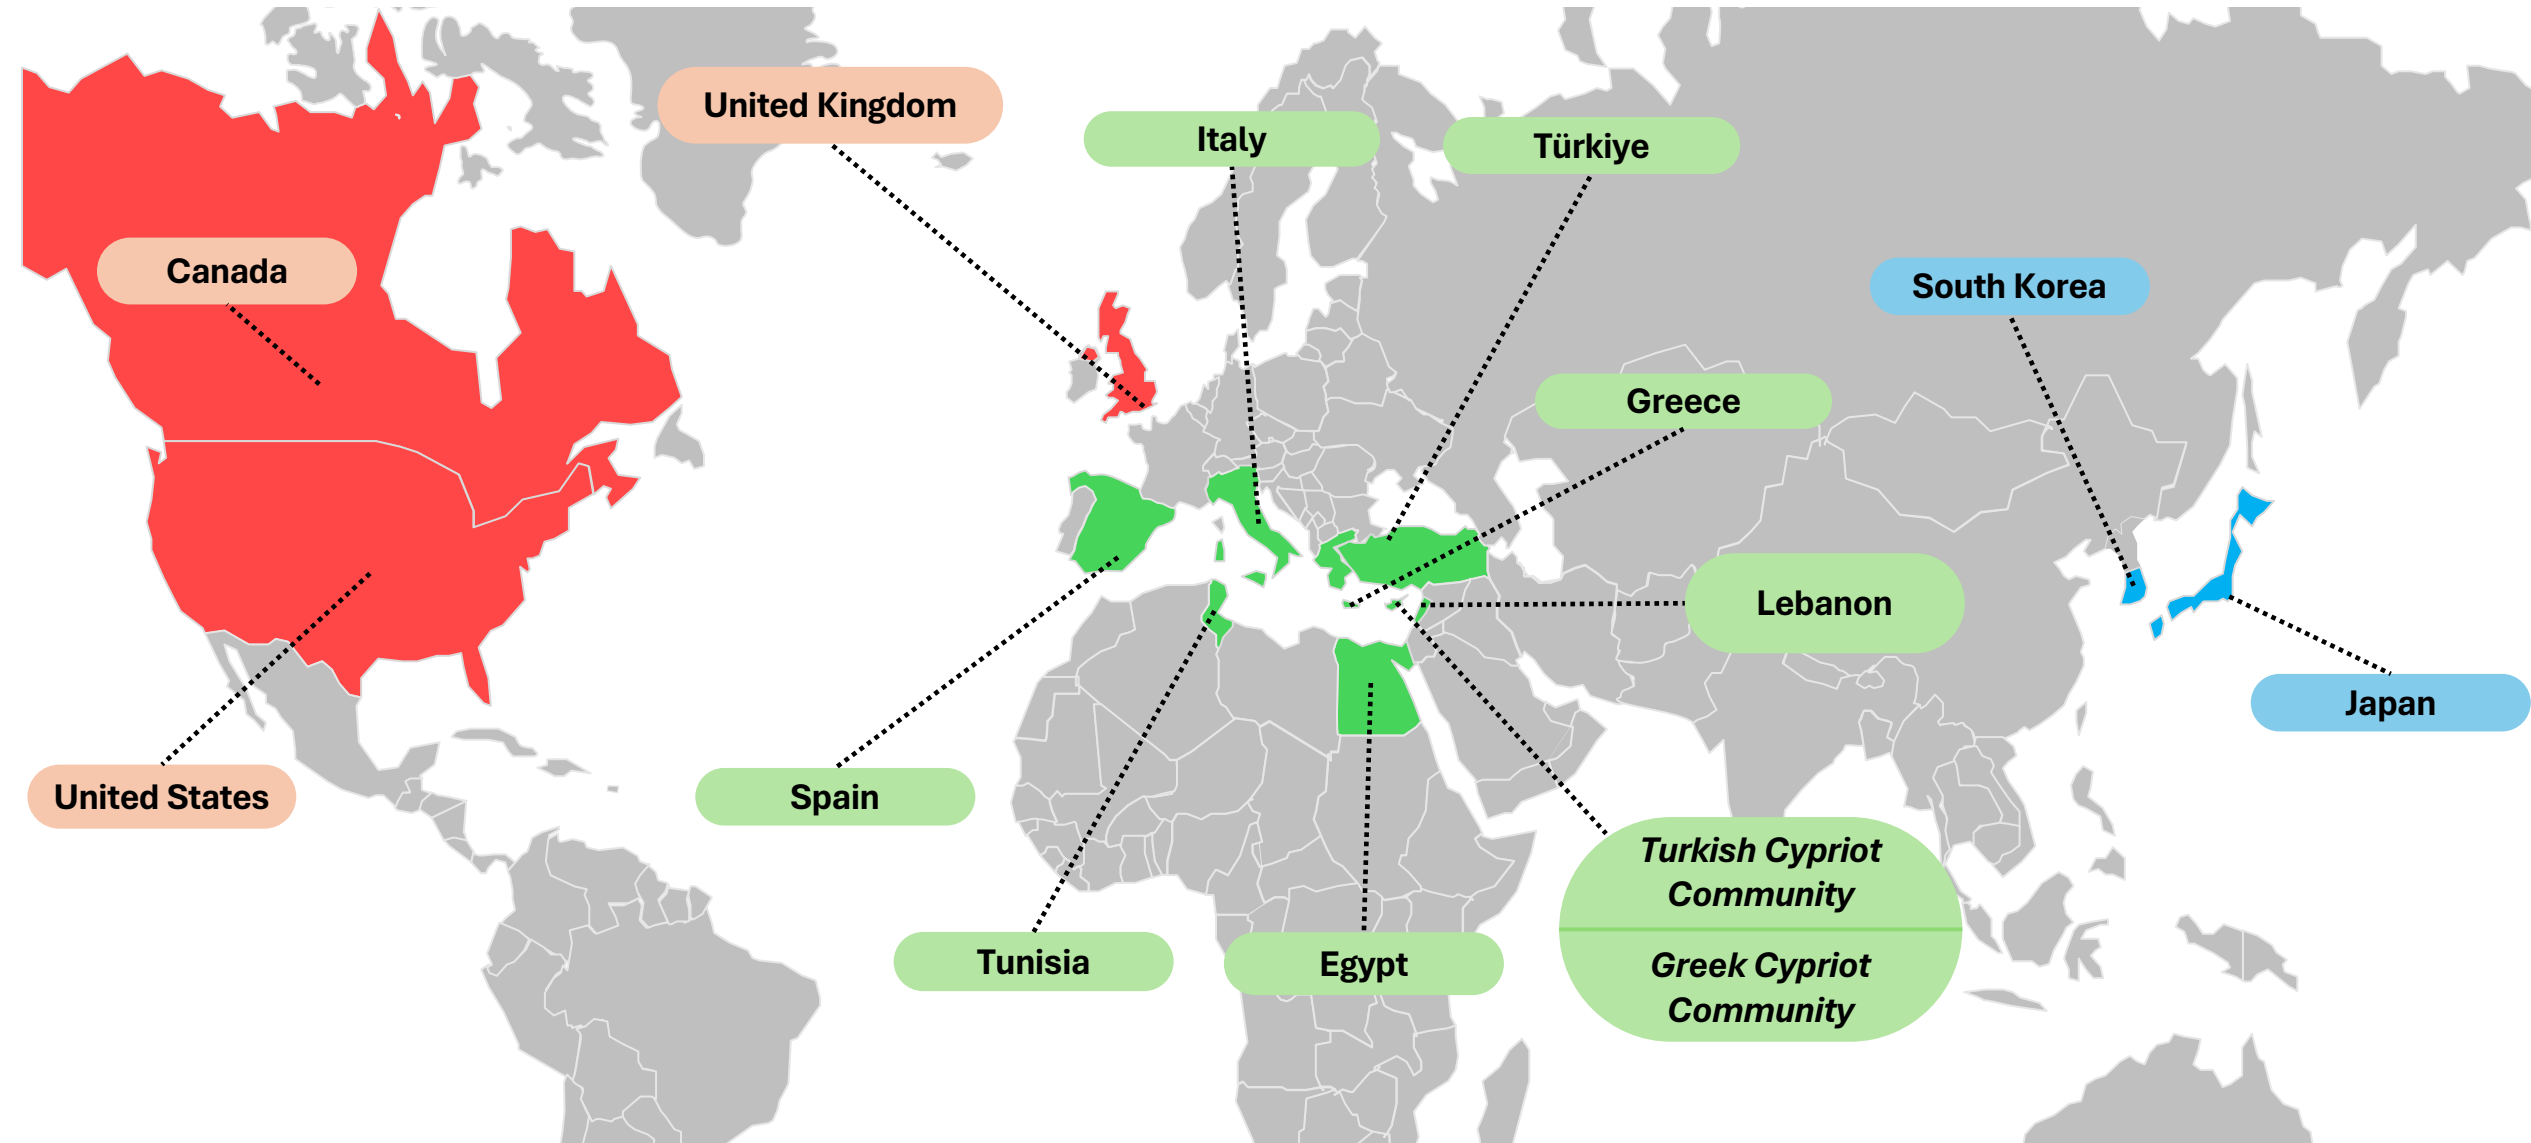 United Kingdom
Italy
Türkiye
Canada
South Korea
Greece
Lebanon
Japan
United States
Spain
Turkish Cypriot
Community
Tunisia
Egypt
Greek Cypriot
Community